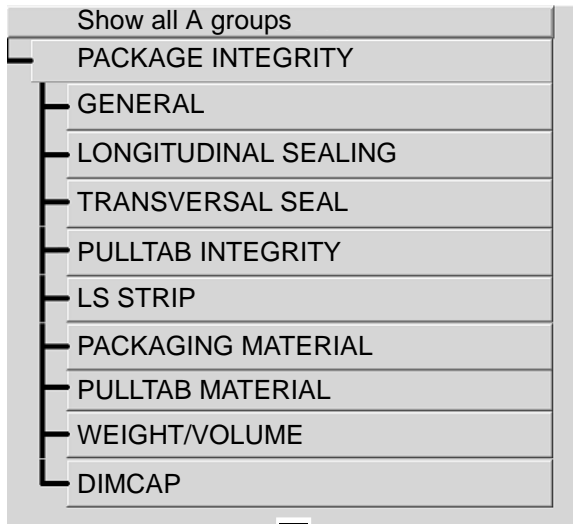 Show all A groups
PACKAGE INTEGRITY
GENERAL
LONGITUDINAL SEALING
TRANSVERSAL SEAL
PULLTAB INTEGRITY
LS STRIP
PACKAGING MATERIAL
PULLTAB MATERIAL
WEIGHT/VOLUME
DIMCAP